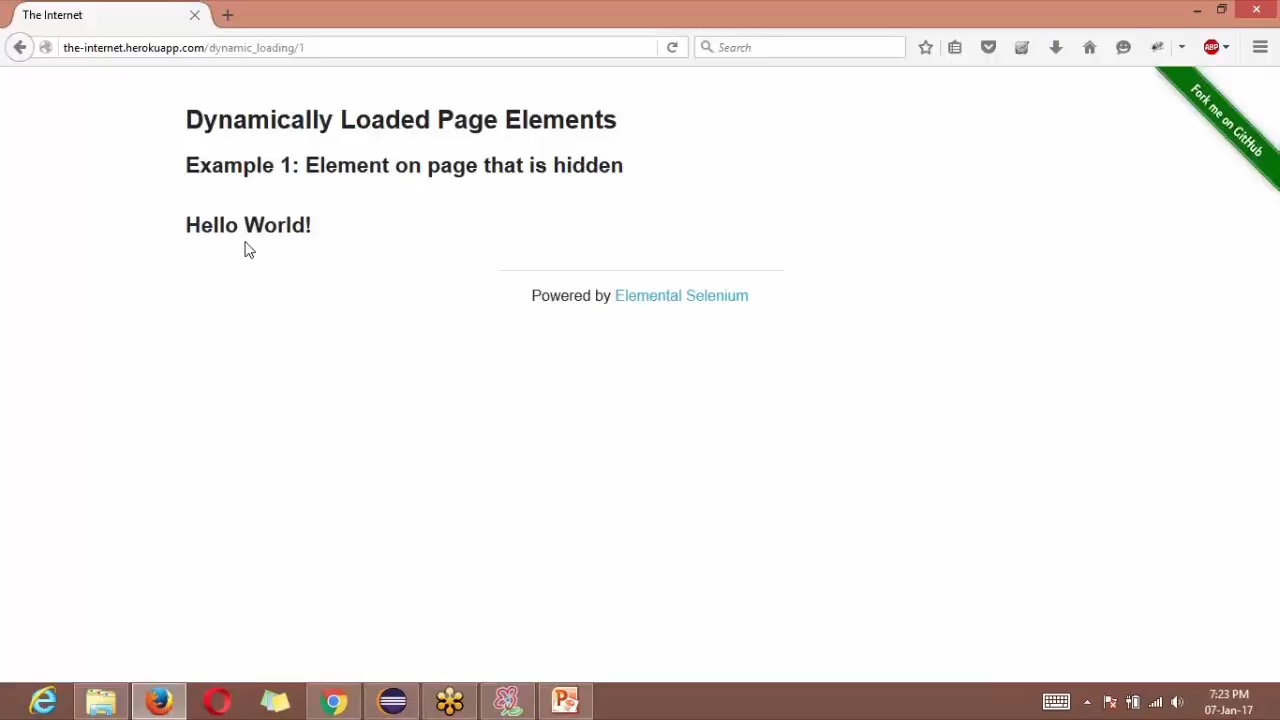 The Internet
the-internet.herokuapp.com/dynamic_loading/1
Search
ABP
Fork me on GitHub
Dynamically Loaded Page Elements
Example 1: Element on page that is hidden
Hello World!
Powered by Elemental Selenium
7:23 PM
07-Jan-17